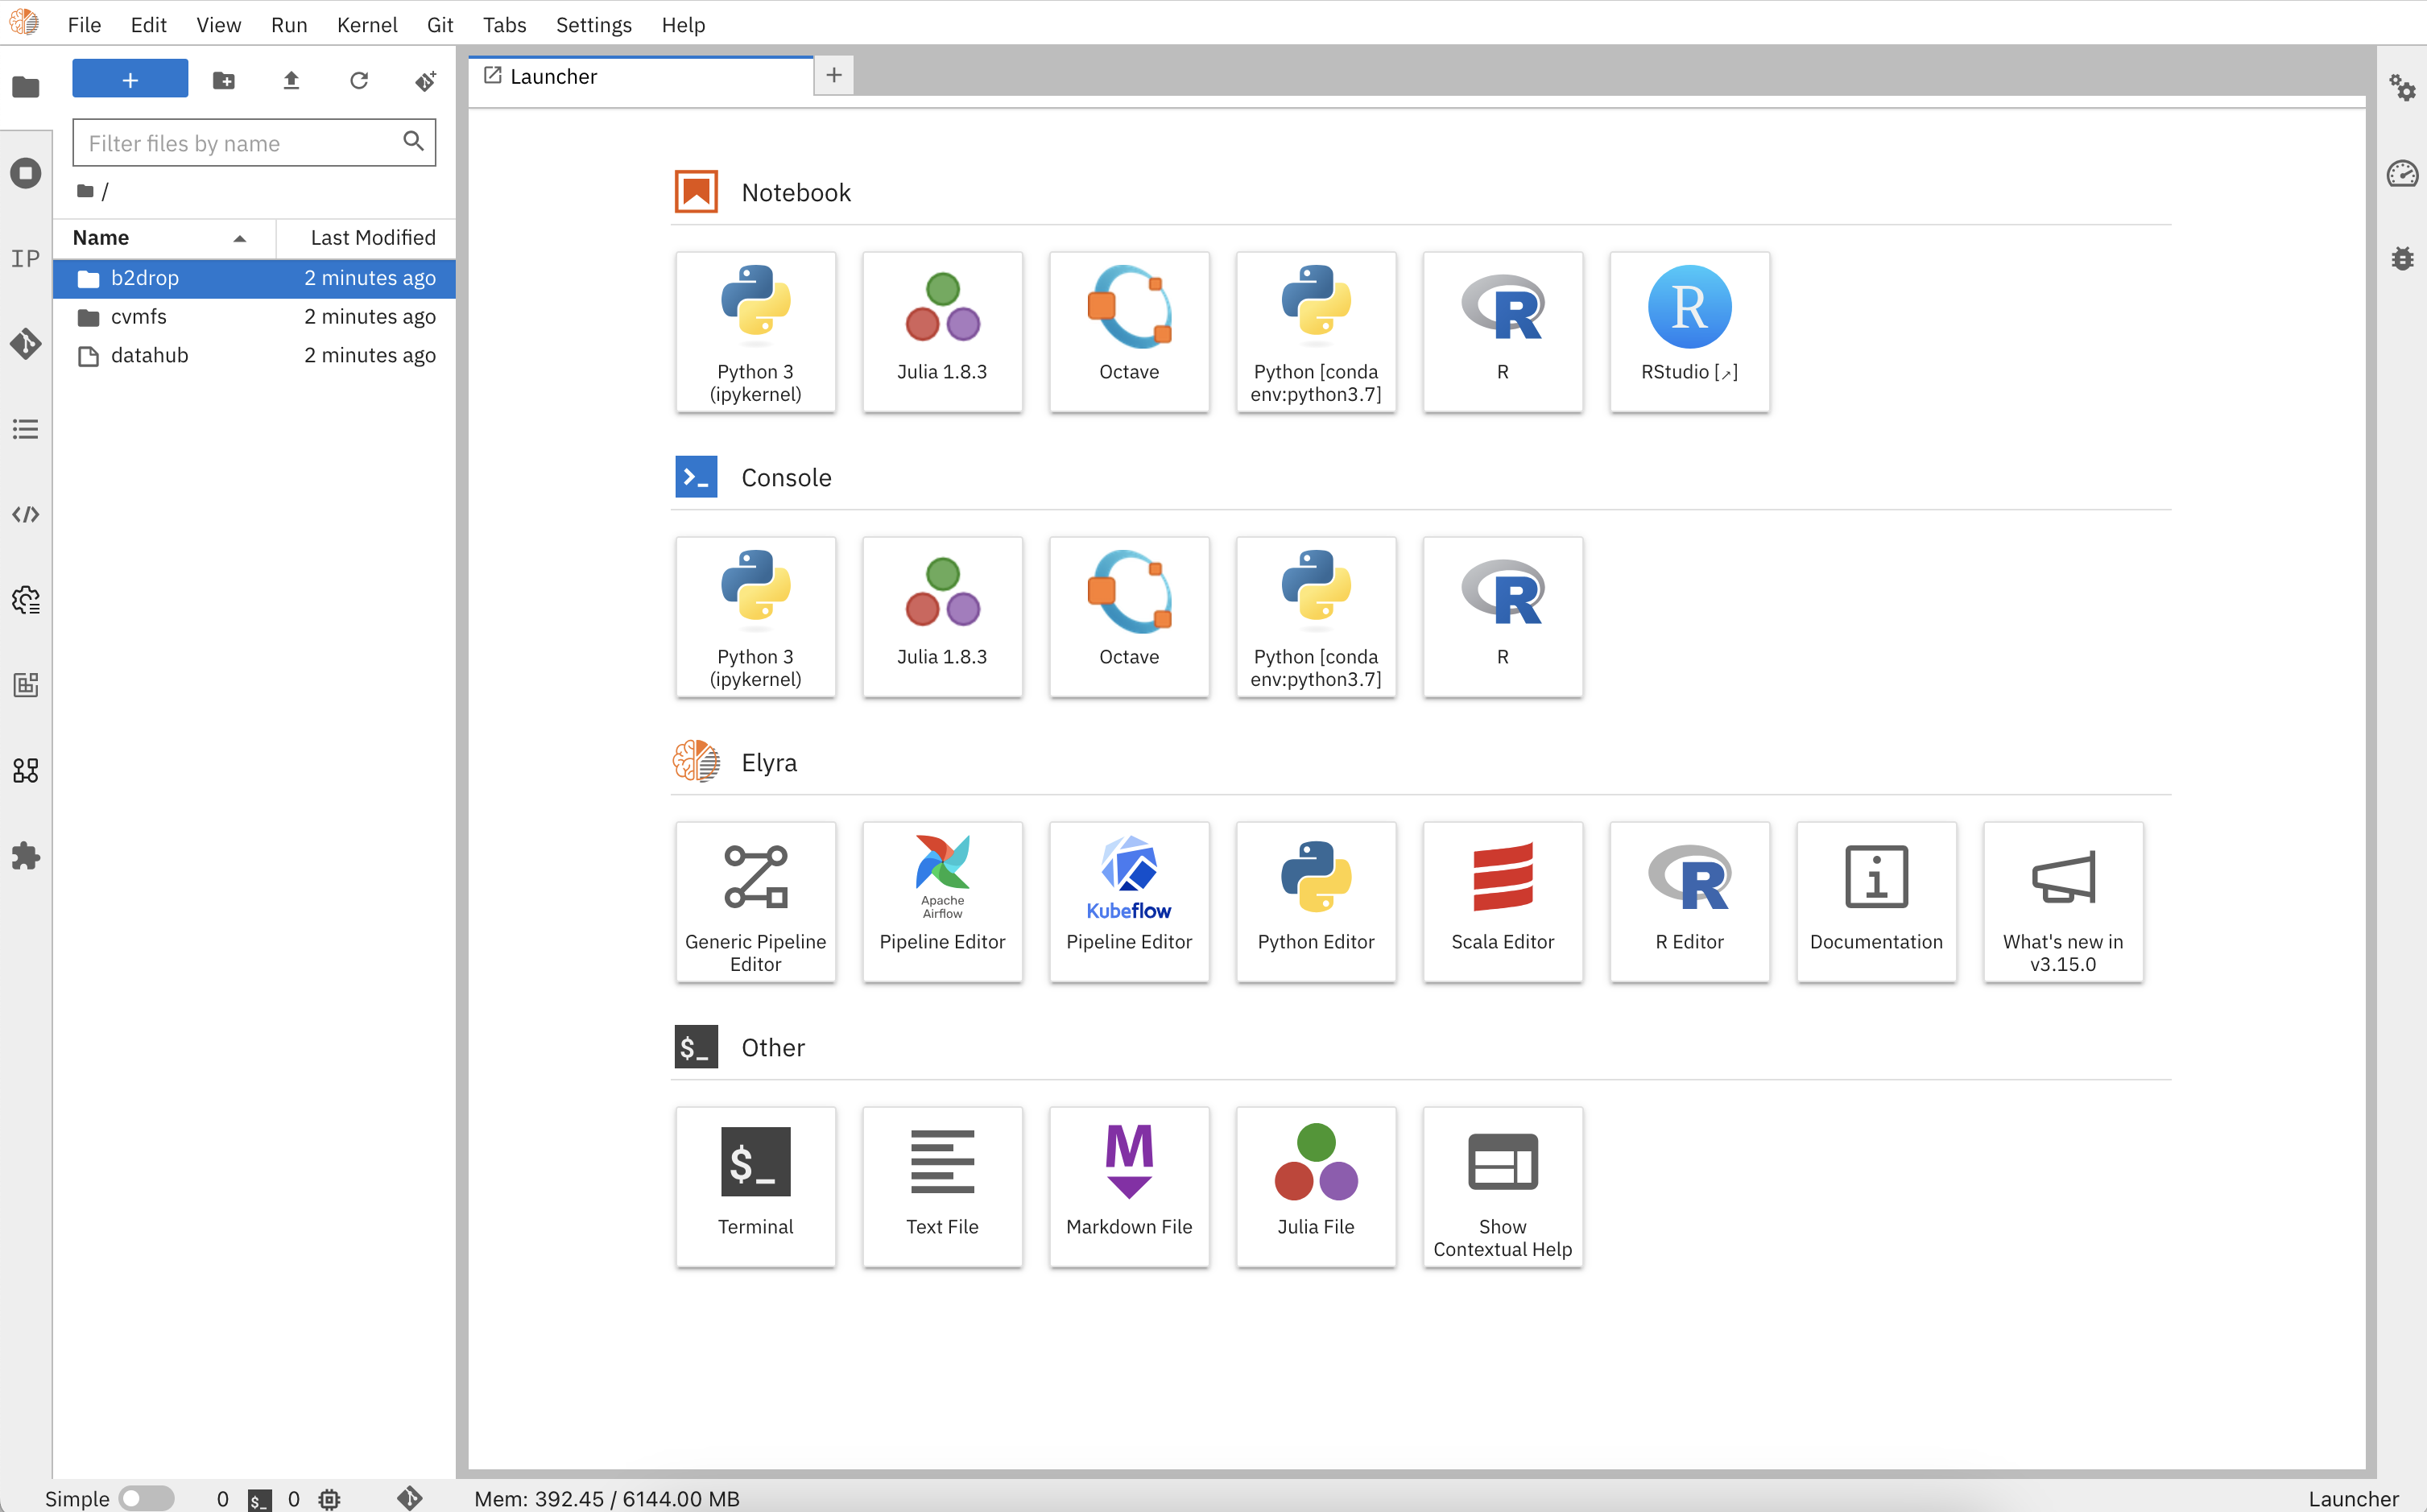 File Edit View Run Kernel Git Tabs Settings Help
+
Launcher
+
Filter files by name
/
Name Last Modified
b2drop 2 minutes ago
cvmfs 2 minutes ago
datahub 2 minutes ago
IP
</>
Notebook
Python 3
(ipykernel)
Julia 1.8.3
Octave
Python [conda
env:python3.7]
R
R
RStudio [↗]
Console
Python 3
(ipykernel)
Julia 1.8.3
Octave
Python [conda
env:python3.7]
R
R
Elyra
Generic Pipeline
Editor
Apache
Airflow
Pipeline Editor
Kubeflow
Pipeline Editor
Python Editor
Scala Editor
R
R Editor
i
Documentation
What's new in
v3.15.0
$_
Other
$_
Terminal
Text File
M
Markdown File
Julia File
Show
Contextual Help
Simple 0 $_ 0 Mem: 392.45 / 6144.00 MB Launcher